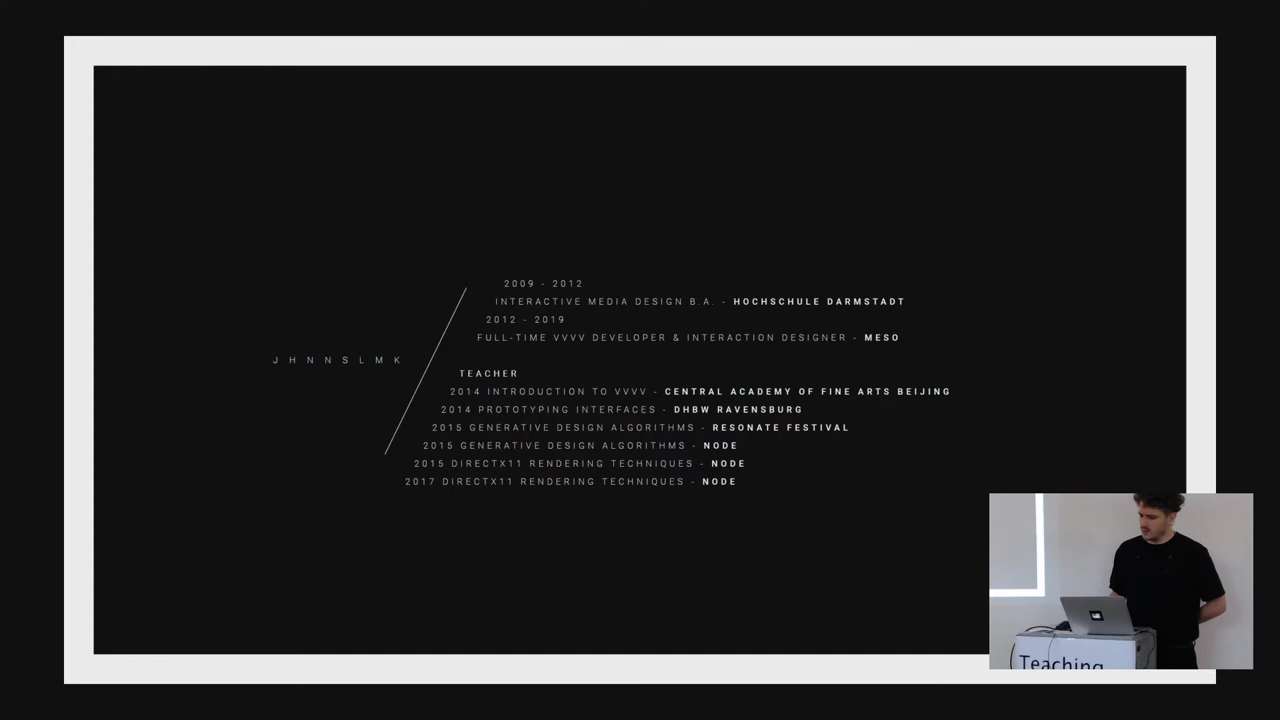 2009 - 2012
INTERACTIVE MEDIA DESIGN B.A. - HOCHSCHULE DARMSTADT
2012 - 2019
FULL-TIME VVVV DEVELOPER & INTERACTION DESIGNER - MESO
JHNNSLMK
TEACHER
2014 INTRODUCTION TO VVVV - CENTRAL ACADEMY OF FINE ARTS BEIJING
2014 PROTOTYPING INTERFACES - DHBW RAVENSBURG
2015 GENERATIVE DESIGN ALGORITHMS - RESONATE FESTIVAL
2015 GENERATIVE DESIGN ALGORITHMS - NODE
2015 DIRECTX11 RENDERING TECHNIQUES - NODE
2017 DIRECTX11 RENDERING TECHNIQUES - NODE
Teaching